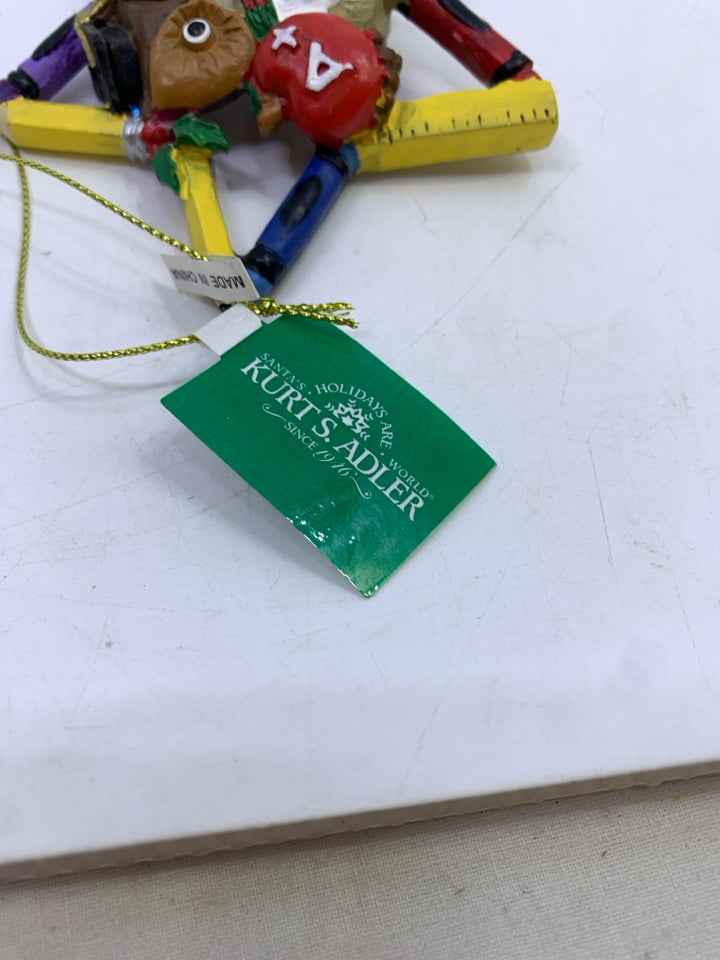 A+
MADE IN CHINA
SANTA'S · HOLIDAYS ARE · WORLD®
KURT S. ADLER
SINCE 1946